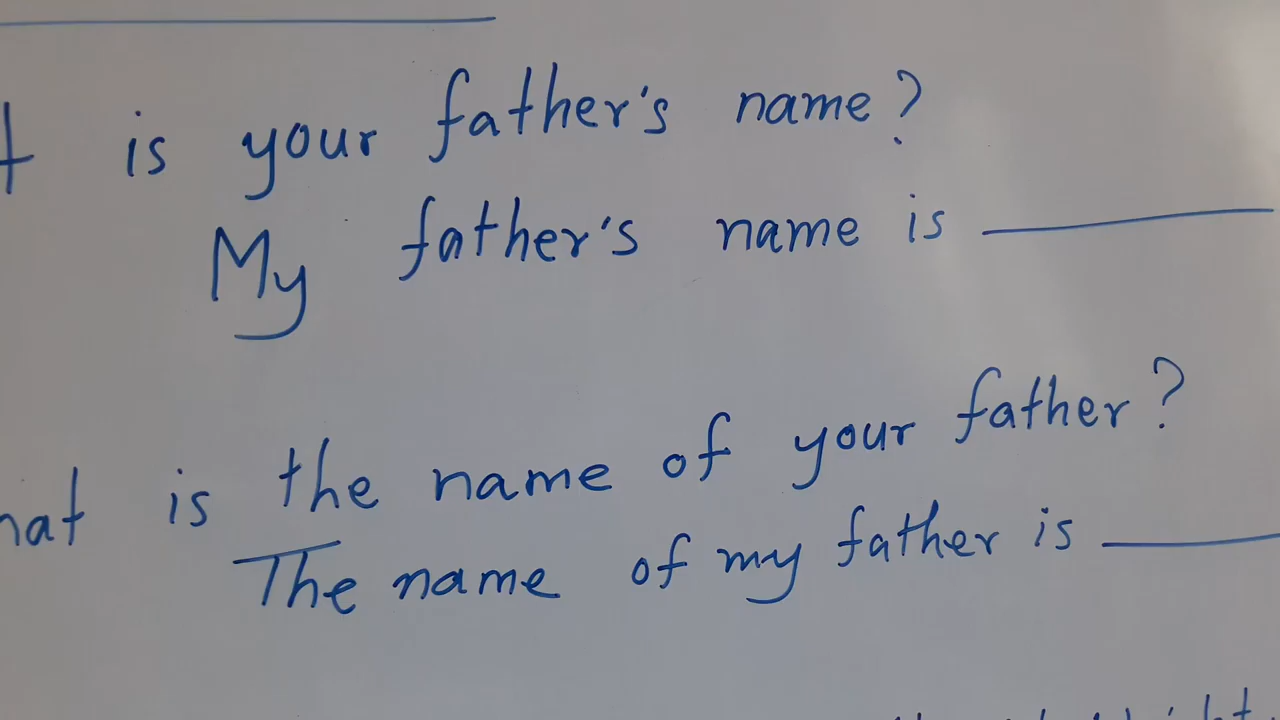 is your father's name?
My father's name is
is the name of your father?
The name of my father is